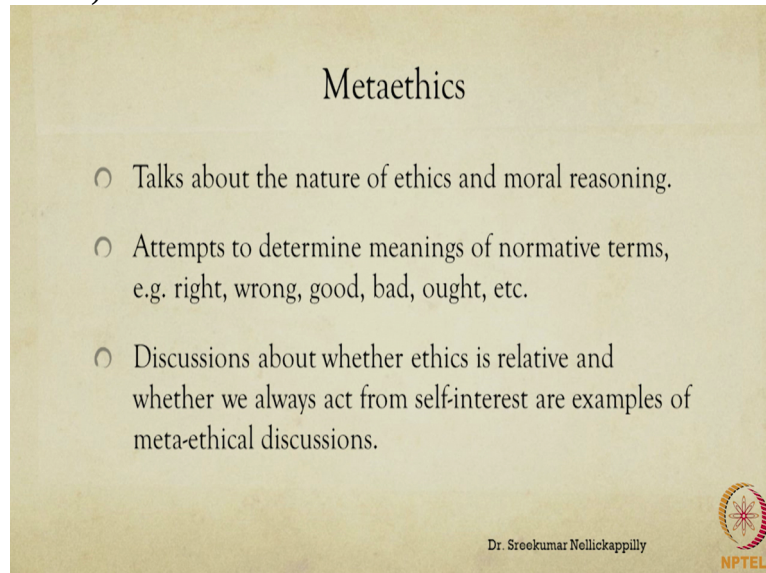 Metaethics
Talks about the nature of ethics and moral reasoning.
Attempts to determine meanings of normative terms,
e.g. right, wrong, good, bad, ought, etc.
Discussions about whether ethics is relative and
whether we always act from self-interest are examples of
meta-ethical discussions.
Dr. Sreekumar Nellickappilly
NPTEL